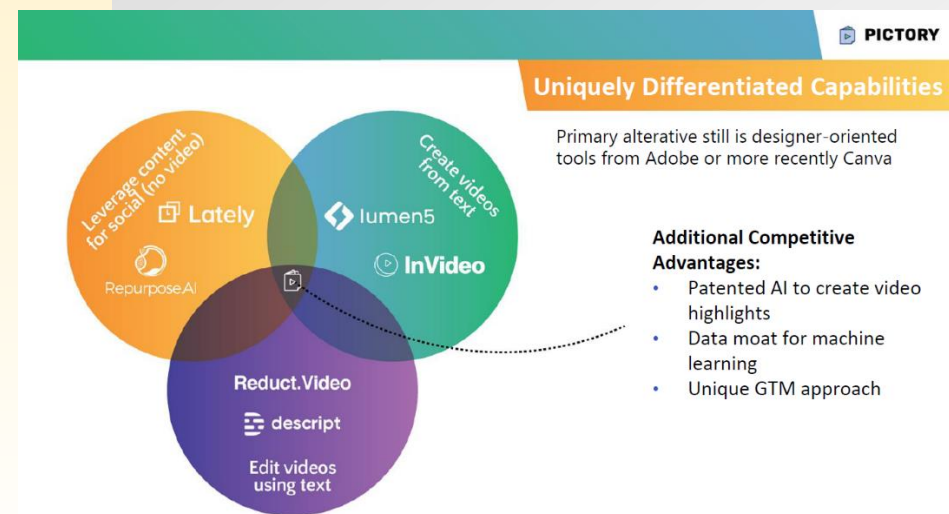 PICTORY
Uniquely Differentiated Capabilities
Primary alterative still is designer-oriented
tools from Adobe or more recently Canva
Leverage content
for social (no video)
Lately
RepurposeAI
Create videos
from text
lumen5
InVideo
Reduct.Video
descript
Edit videos
using text
Additional Competitive
Advantages:
• Patented AI to create video
highlights
• Data moat for machine
learning
• Unique GTM approach